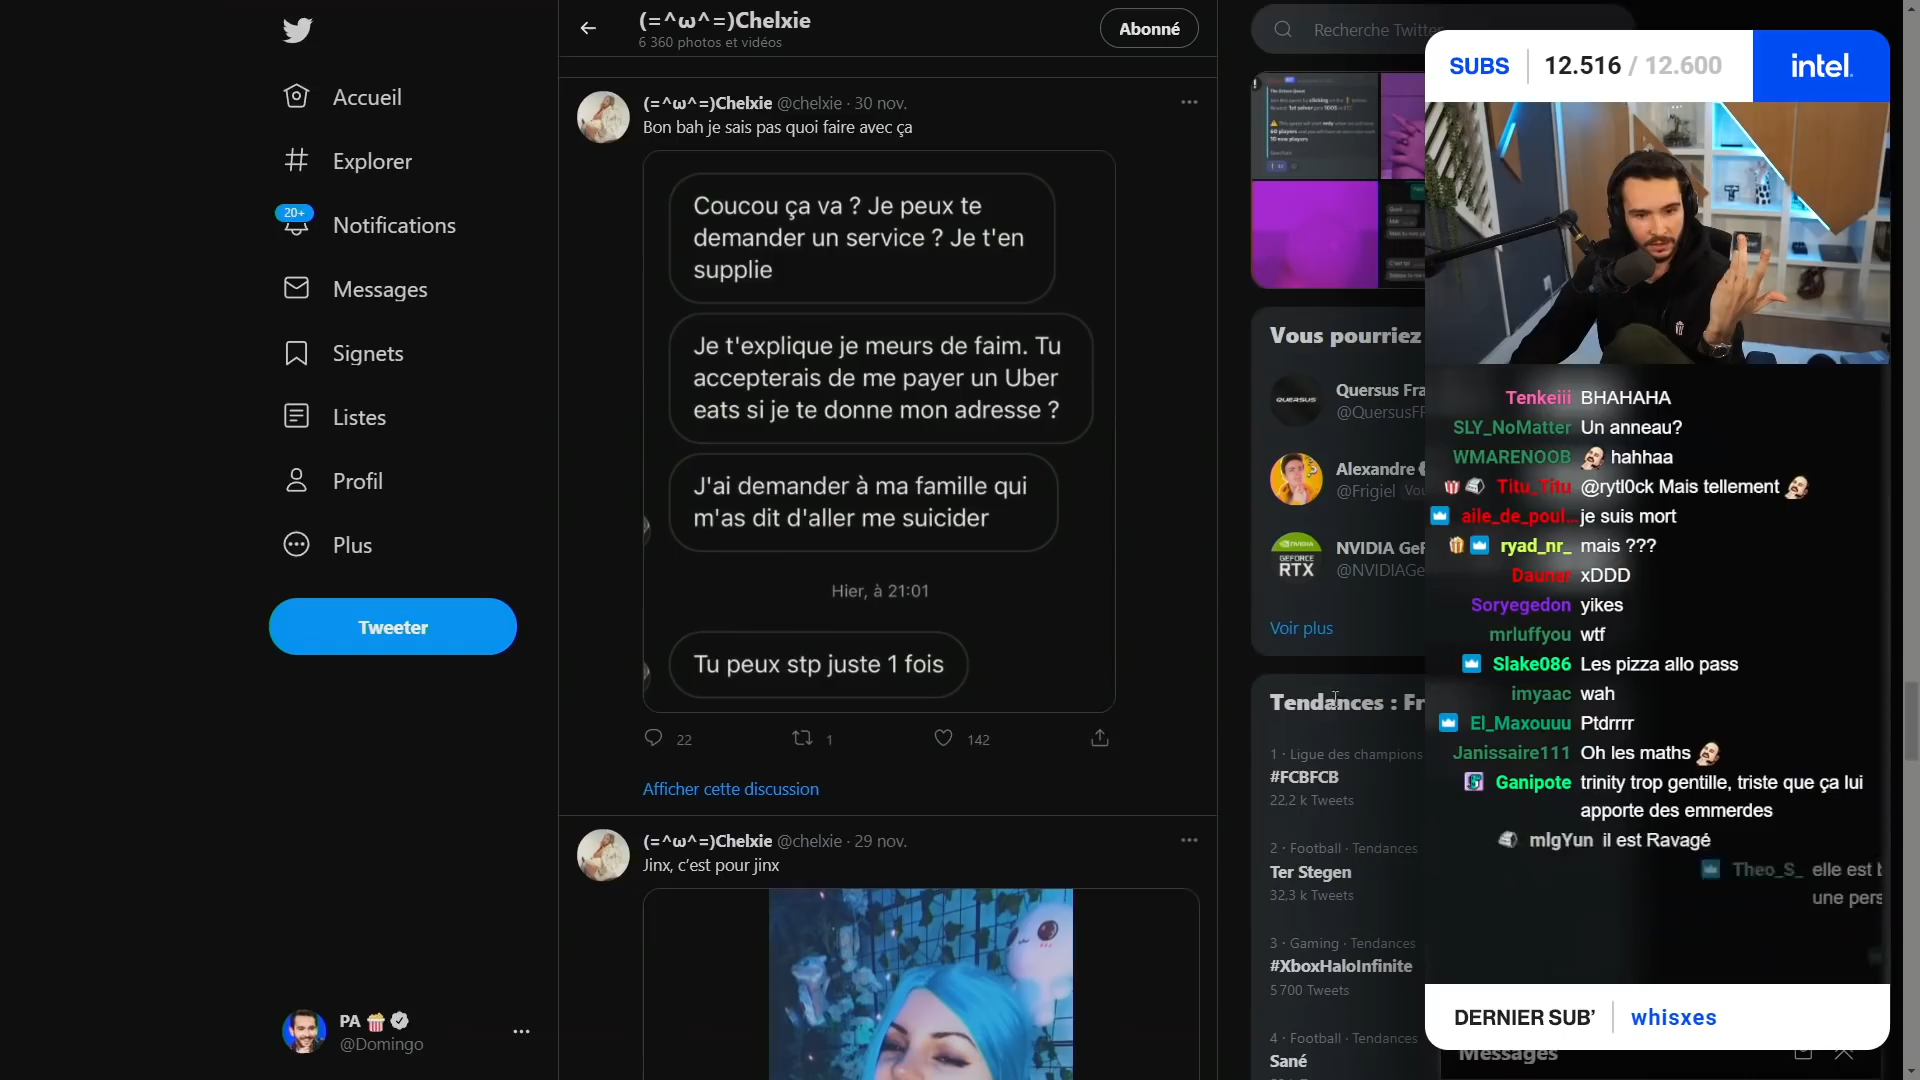 Accueil
Explorer
20+
Notifications
Messages
Signets
Listes
Profil
Plus
Tweeter
PA
@Domingo
(=^ω^=)Chelxie
6 360 photos et vidéos
Abonné
(=^ω^=)Chelxie @chelxie · 30 nov.
Bon bah je sais pas quoi faire avec ça
Coucou ça va ? Je peux te
demander un service ? Je t'en
supplie
Je t'explique je meurs de faim. Tu
accepterais de me payer un Uber
eats si je te donne mon adresse ?
J'ai demander à ma famille qui
m'as dit d'aller me suicider
Hier, à 21:01
Tu peux stp juste 1 fois
22
1
142
Afficher cette discussion
(=^ω^=)Chelxie @chelxie · 29 nov.
Jinx, c’est pour jinx
Recherche Twitter
Vous pourriez
QUERSUS
Quersus Fra
@QuersusFF
Alexandre
@Frigiel Vou
NVIDIA
GEFORCE
RTX
NVIDIA GeF
@NVIDIAGe
Voir plus
Tendances : Fr
1 · Ligue des champions
#FCBFCB
22,2 k Tweets
2 · Football · Tendances
Ter Stegen
32,3 k Tweets
3 · Gaming · Tendances
#XboxHaloInfinite
5 700 Tweets
4 · Football · Tendances
Sané
SUBS 12.516 / 12.600
intel.
Tenkeiii BHAHAHA
SLY_NoMatter Un anneau?
WMARENOOB hahhaa
Titu_Titu @rytl0ck Mais tellement
aile_de_poul... je suis mort
ryad_nr_ mais ???
Daunar xDDD
Soryegedon yikes
mrluffyou wtf
Slake086 Les pizza allo pass
imyaac wah
El_Maxouuu Ptdrrrr
Janissaire111 Oh les maths
Ganipote trinity trop gentille, triste que ça lui
apporte des emmerdes
mlgYun il est Ravagé
Theo_S_ elle est b
une pers
DERNIER SUB’ whisxes
Messages